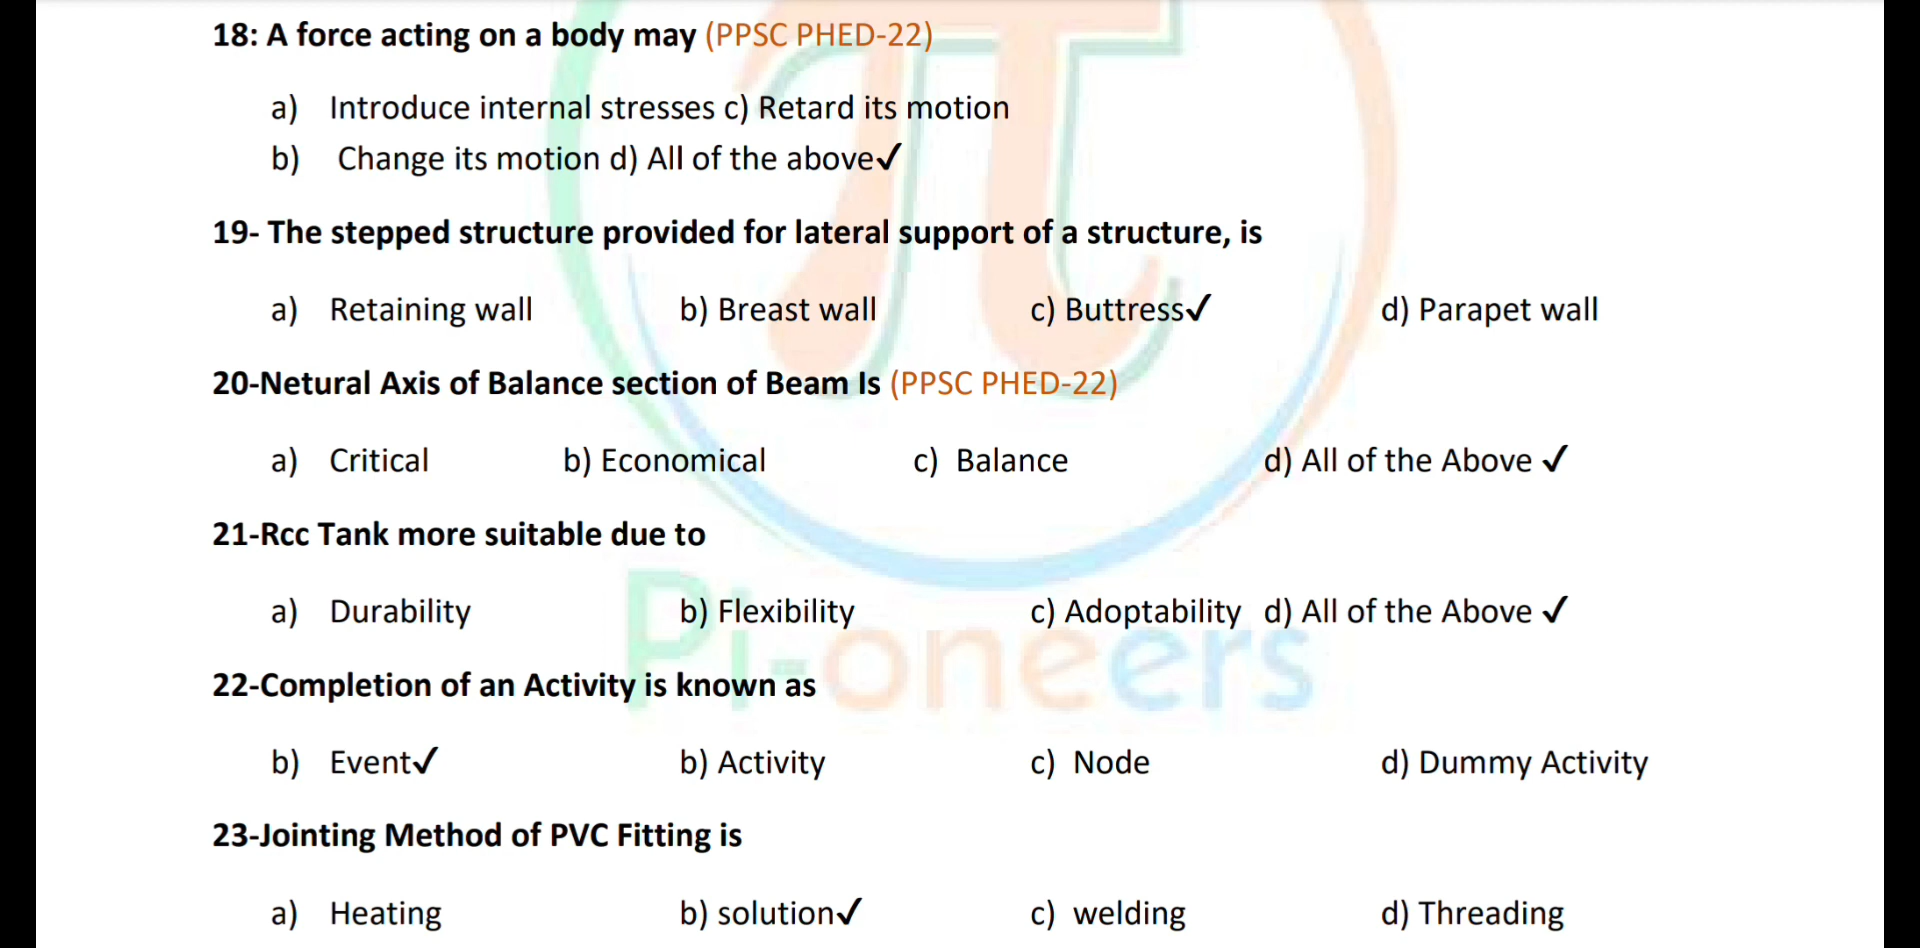 18: A force acting on a body may (PPSC PHED-22)
a) Introduce internal stresses c) Retard its motion
b) Change its motion d) All of the above✓
19- The stepped structure provided for lateral support of a structure, is
a) Retaining wall b) Breast wall c) Buttress✓ d) Parapet wall
20-Netural Axis of Balance section of Beam Is (PPSC PHED-22)
a) Critical b) Economical c) Balance d) All of the Above ✓
21-Rcc Tank more suitable due to
a) Durability b) Flexibility c) Adoptability d) All of the Above ✓
Pi-oneers
22-Completion of an Activity is known as
b) Event✓ b) Activity c) Node d) Dummy Activity
23-Jointing Method of PVC Fitting is
a) Heating b) solution✓ c) welding d) Threading